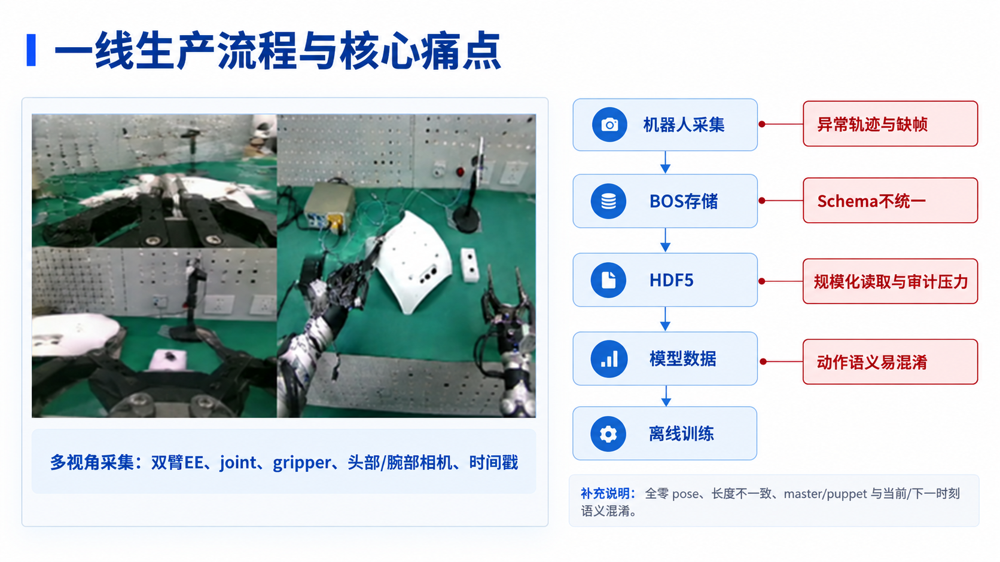 一线生产流程与核心痛点
多视角采集：双臂EE、joint、gripper、头部/腕部相机、时间戳
机器人采集
异常轨迹与缺帧
BOS存储
Schema不统一
HDF5
规模化读取与审计压力
模型数据
动作语义易混淆
离线训练
补充说明： 全零 pose、长度不一致、master/puppet 与当前/下一时刻
语义混淆。